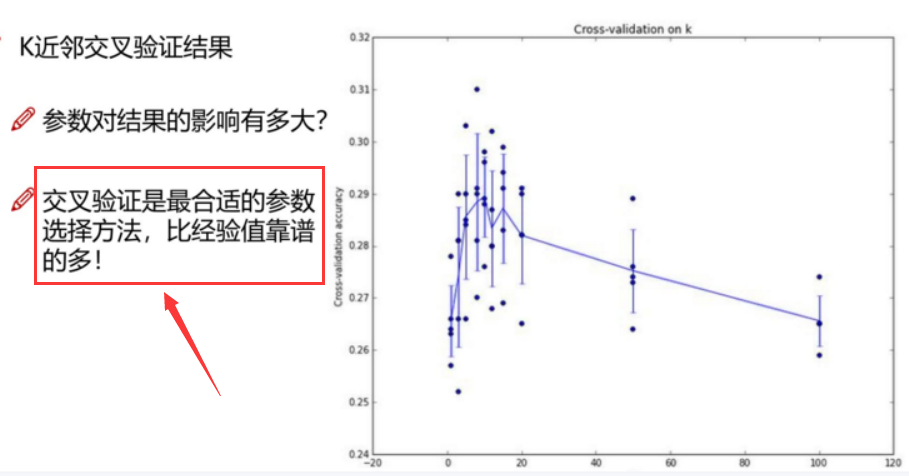 K近邻交叉验证结果
参数对结果的影响有多大?
交叉验证是最合适的参数
选择方法，比经验值靠谱
的多!
Cross-validation on k
Cross-validation accuracy
0.32
0.31
0.30
0.29
0.28
0.27
0.26
0.25
0.24
-20
0
20
40
60
80
100
120